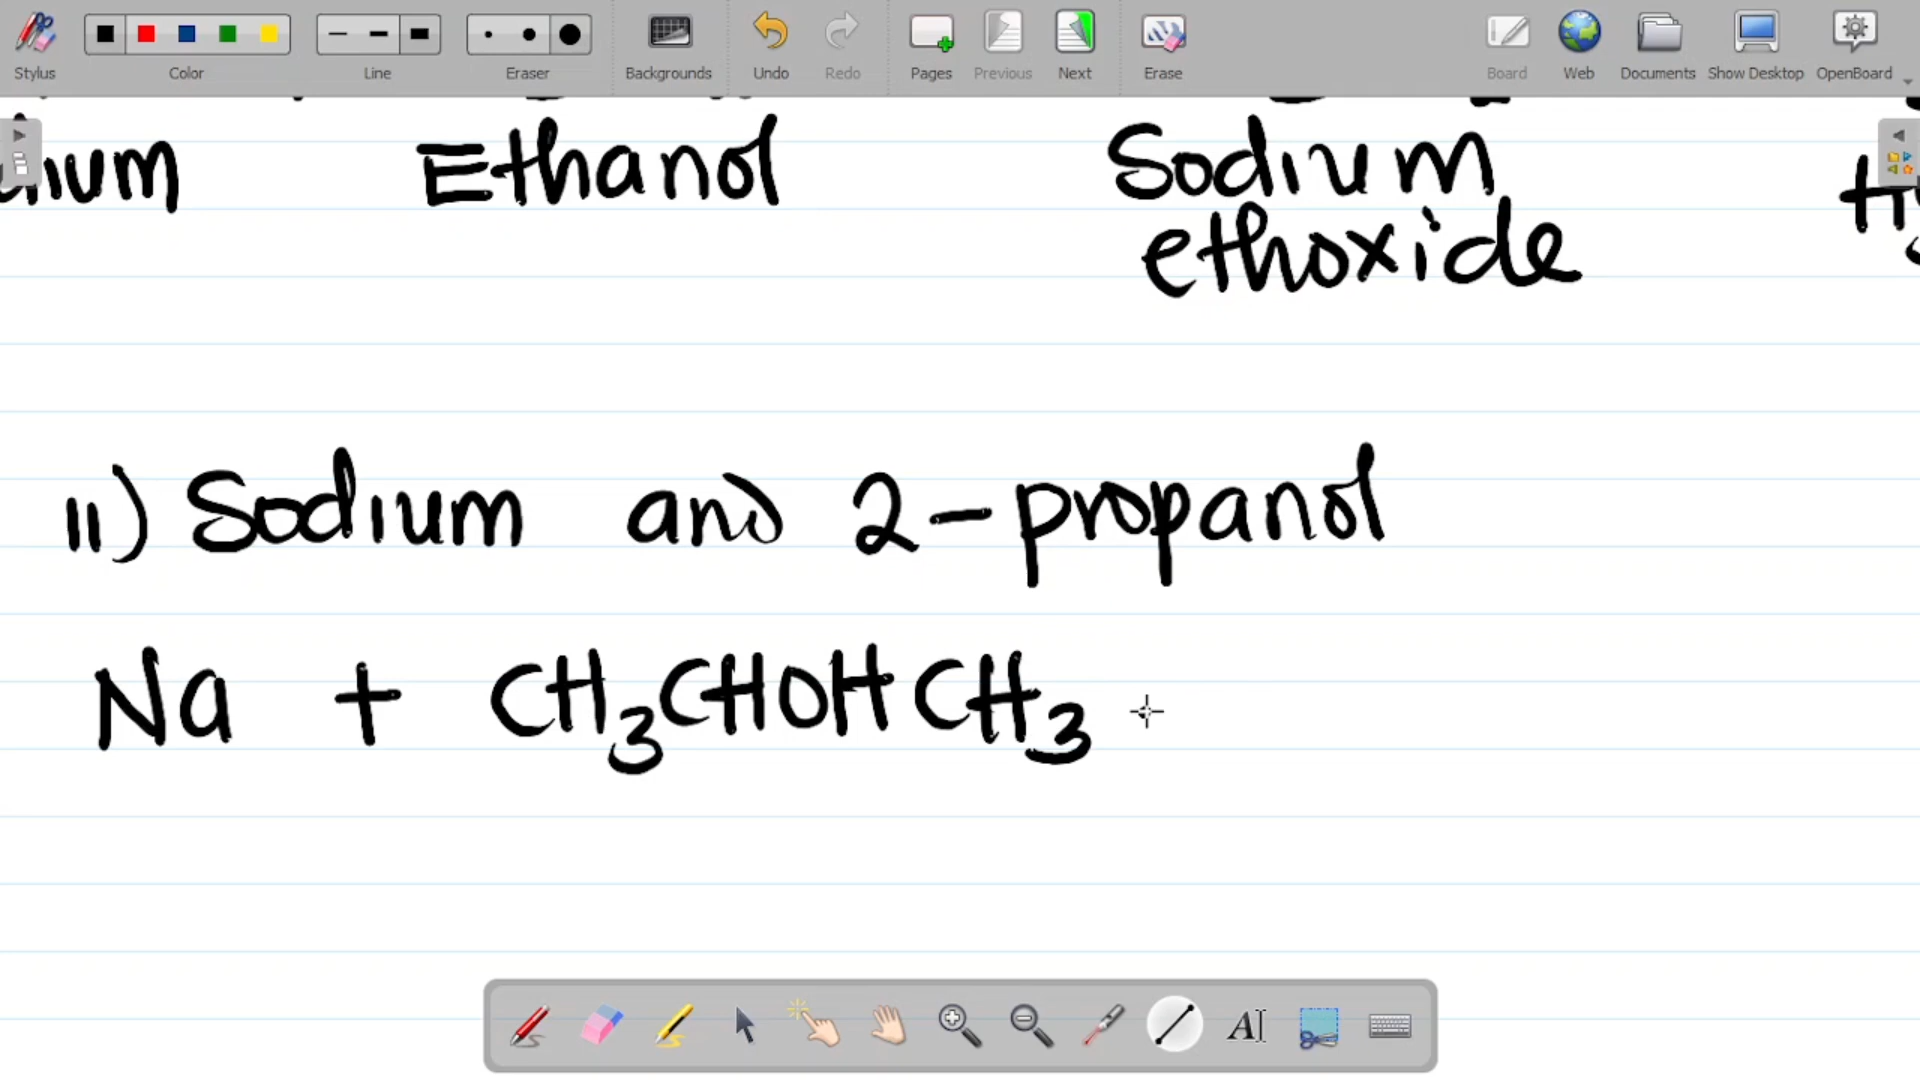 Stylus Color Line Eraser Backgrounds Undo Redo Pages Previous Next Erase Board Web Documents Show Desktop OpenBoard
Ethanol Sodium
ethoxide
II) Sodium and 2-propanol
Na + CH₃CHOHCH₃